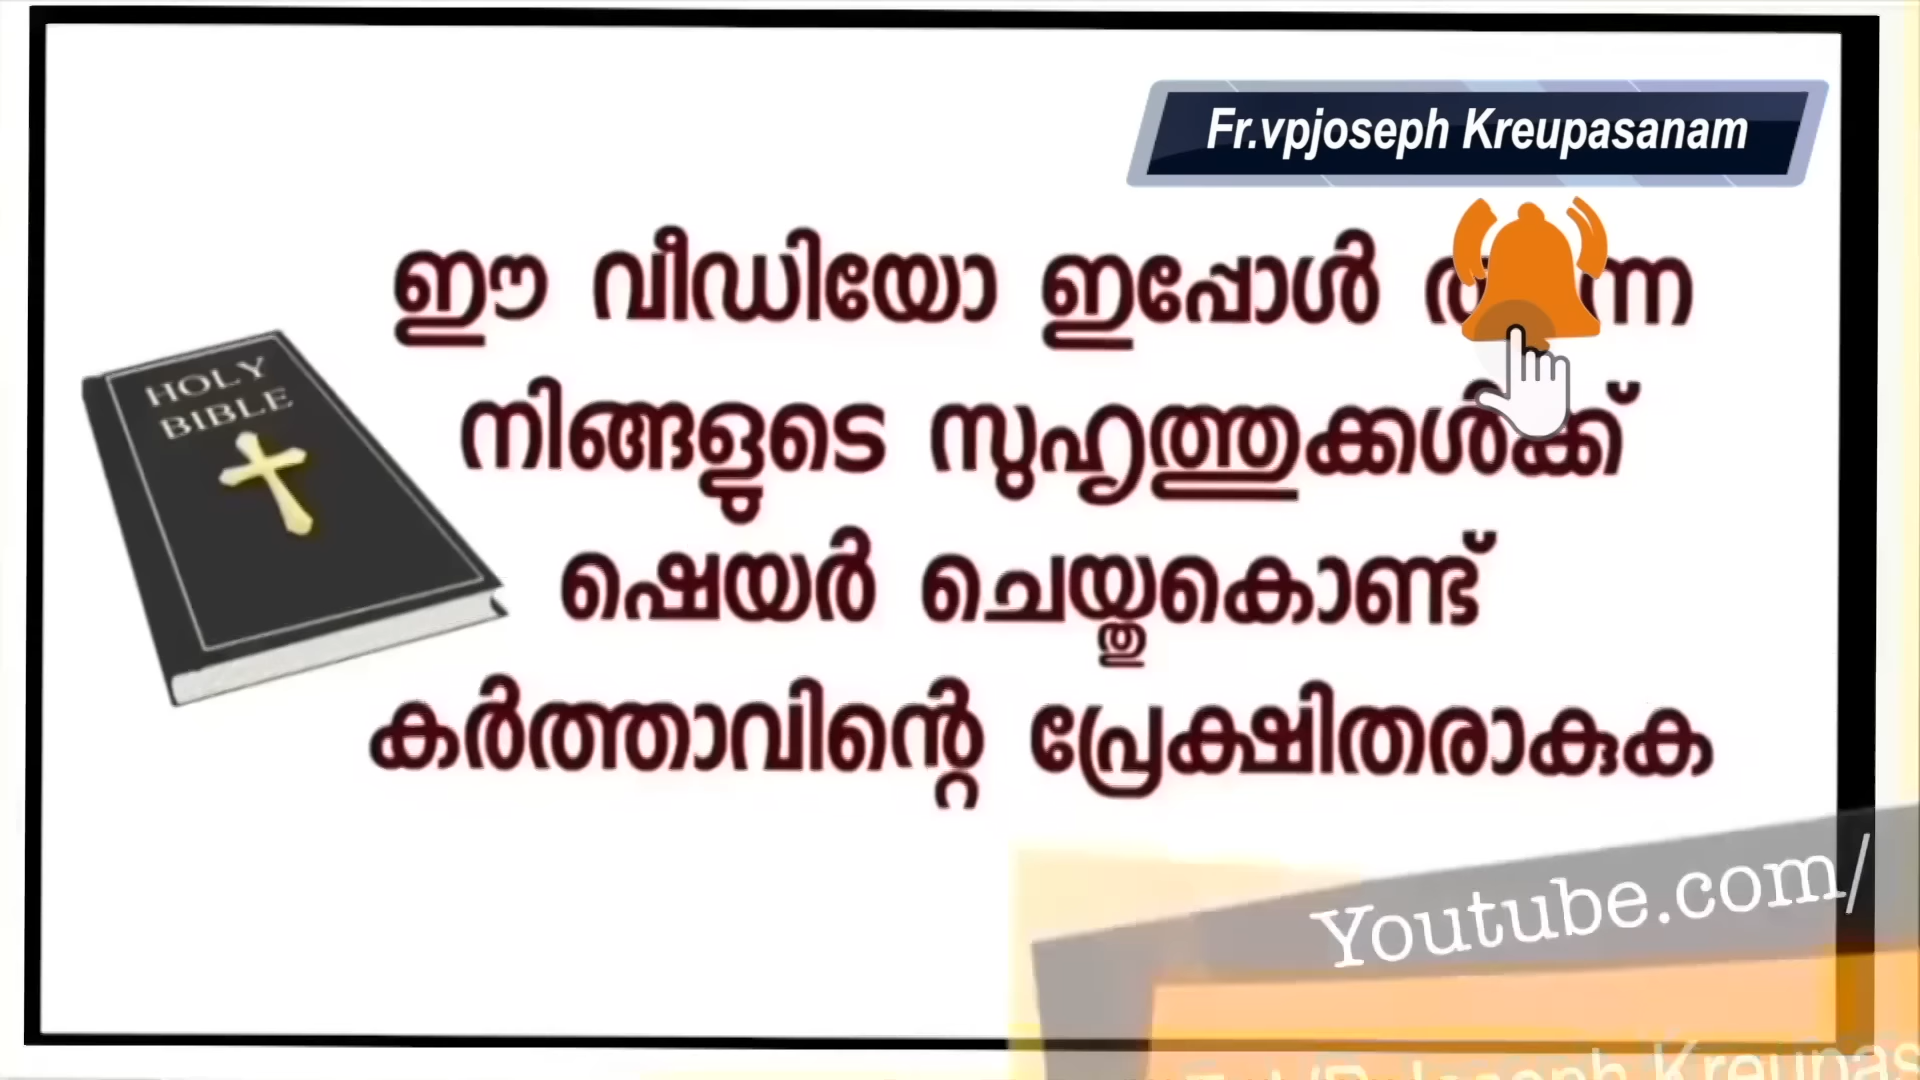 Fr.vpjoseph Kreupasanam
ഈ വീഡിയോ ഇപ്പോൾ
നിങ്ങളുടെ സുഹൃത്തുക്കൾക്ക്
ഷെയർ ചെയ്തുകൊണ്ട്
കർത്താവിന്റെ പ്രേക്ഷിതരാകുക
HOLY
BIBLE
Youtube.com/